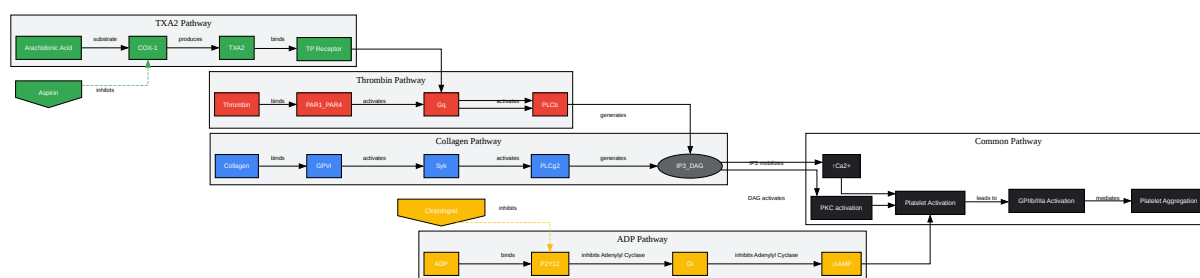 TXA2 Pathway
Arachidonic Acid
substrate
COX-1
produces
TXA2
binds
TP Receptor
Aspirin
inhibits
Thrombin Pathway
Thrombin
binds
PAR1_PAR4
activates
Gq
activates
PLCb
generates
Collagen Pathway
Collagen
binds
GPVI
activates
Syk
activates
PLCg2
generates
IP3_DAG
IP3 mobilizes
DAG activates
Common Pathway
↑Ca2+
PKC activation
Platelet Activation
leads to
GPIIb/IIIa Activation
mediates
Platelet Aggregation
Clopidogrel
inhibits
ADP Pathway
ADP
binds
P2Y12
inhibits Adenylyl Cyclase
Gi
inhibits Adenylyl Cyclase
cAMP